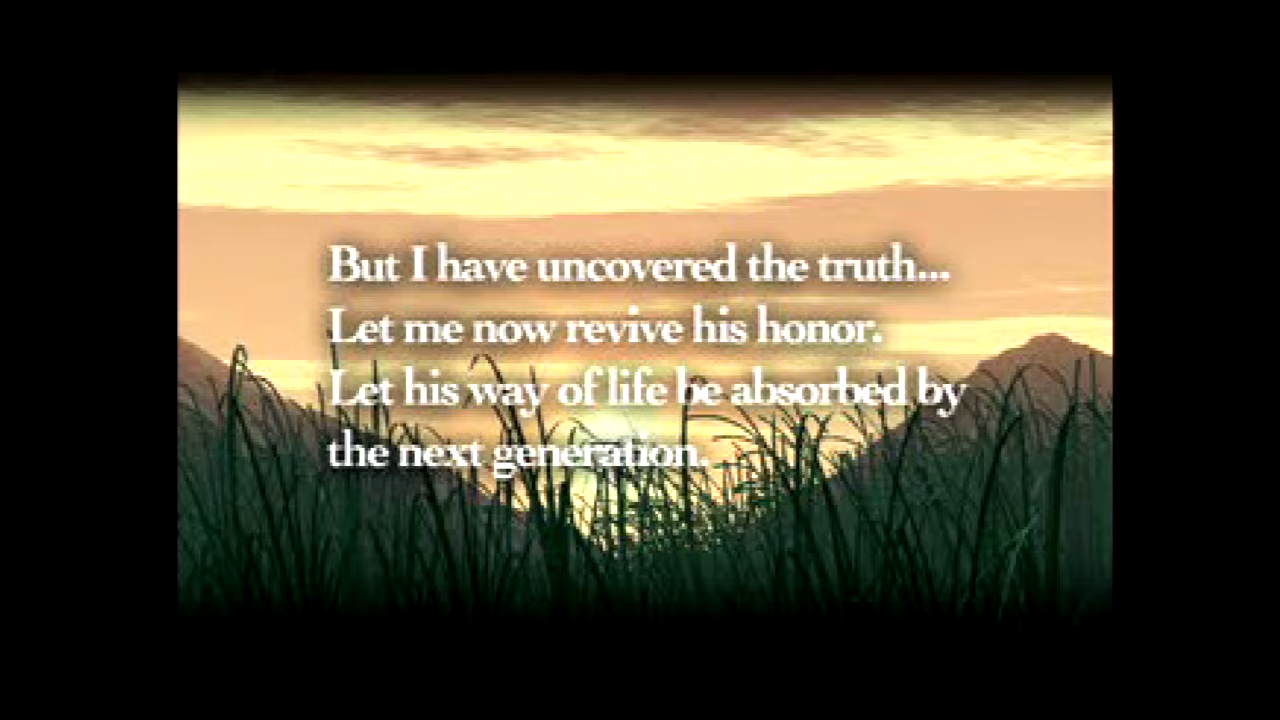 But I have uncovered the truth...
Let me now revive his honor.
Let his way of life be absorbed by
the next generation.